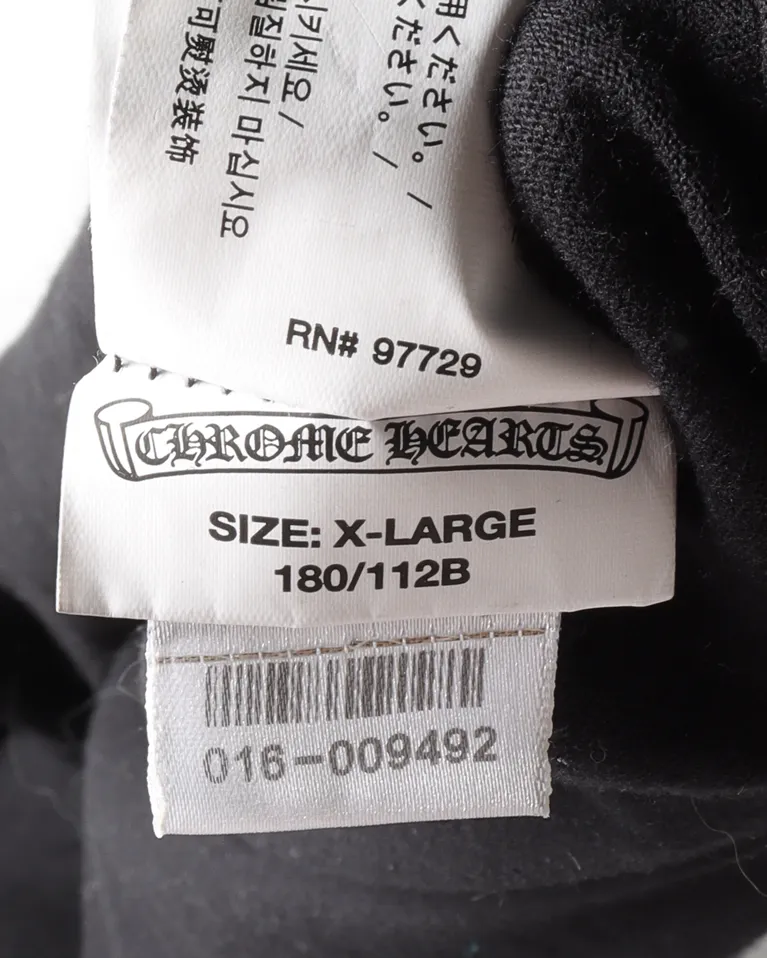 用ください。/
ください。/
키세요 /
하지 마십시오
可熨烫装饰
RN# 97729
CHROME HEARTS
SIZE: X-LARGE
180/112B
016-009492